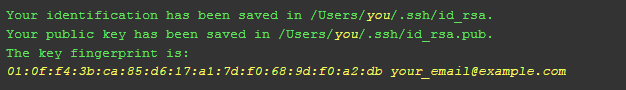 Your identification has been saved in /Users/you/.ssh/id_rsa.
Your public key has been saved in /Users/you/.ssh/id_rsa.pub.
The key fingerprint is:
01:0f:f4:3b:ca:85:d6:17:a1:7d:f0:68:9d:f0:a2:db your_email@example.com